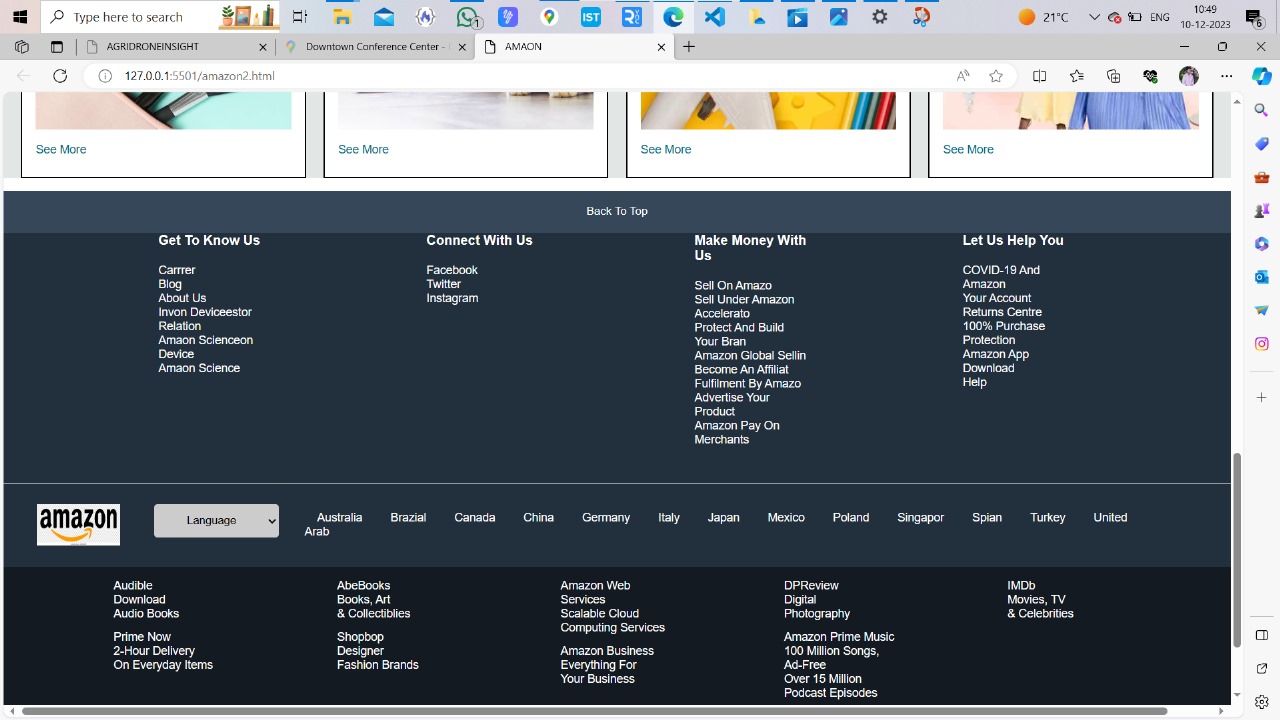 Type here to search
IST
1
21°C
ENG
10:49
10-12-2023
6
AGRIDRONEINSIGHT
Downtown Conference Center -
AMAON
127.0.0.1:5501/amazon2.html
See More
See More
See More
See More
Back To Top
Get To Know Us
Carrrer
Blog
About Us
Invon Deviceestor
Relation
Amaon Scienceon
Device
Amaon Science
Connect With Us
Facebook
Twitter
Instagram
Make Money With
Us
Sell On Amazo
Sell Under Amazon
Accelerato
Protect And Build
Your Bran
Amazon Global Sellin
Become An Affiliat
Fulfilment By Amazo
Advertise Your
Product
Amazon Pay On
Merchants
Let Us Help You
COVID-19 And
Amazon
Your Account
Returns Centre
100% Purchase
Protection
Amazon App
Download
Help
amazon
Language
Australia Brazial Canada China Germany Italy Japan Mexico Poland Singapor Spian Turkey United
Arab
Audible
Download
Audio Books
AbeBooks
Books, Art
& Collectiblies
Amazon Web
Services
Scalable Cloud
Computing Services
DPReview
Digital
Photography
IMDb
Movies, TV
& Celebrities
Prime Now
2-Hour Delivery
On Everyday Items
Shopbop
Designer
Fashion Brands
Amazon Business
Everything For
Your Business
Amazon Prime Music
100 Million Songs,
Ad-Free
Over 15 Million
Podcast Episodes